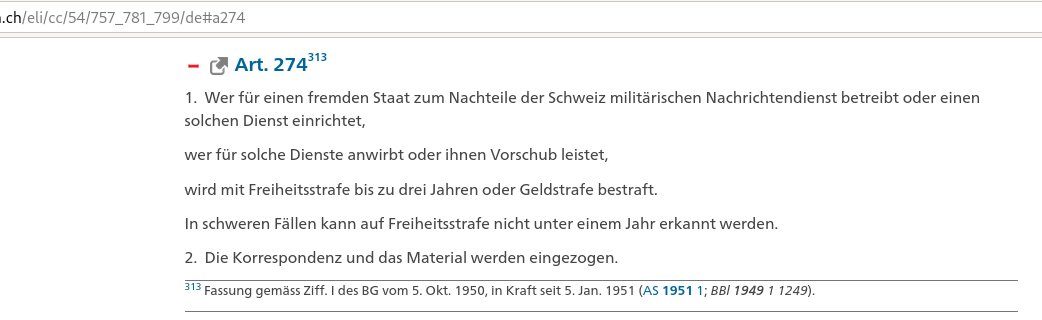 .ch/eli/cc/54/757_781_799/de#a274
Art. 274313
1. Wer für einen fremden Staat zum Nachteile der Schweiz militärischen Nachrichtendienst betreibt oder einen
solchen Dienst einrichtet,
wer für solche Dienste anwirbt oder ihnen Vorschub leistet,
wird mit Freiheitsstrafe bis zu drei Jahren oder Geldstrafe bestraft.
In schweren Fällen kann auf Freiheitsstrafe nicht unter einem Jahr erkannt werden.
2. Die Korrespondenz und das Material werden eingezogen.
313 Fassung gemäss Ziff. I des BG vom 5. Okt. 1950, in Kraft seit 5. Jan. 1951 (AS 1951 1; BBl 1949 1 1249).